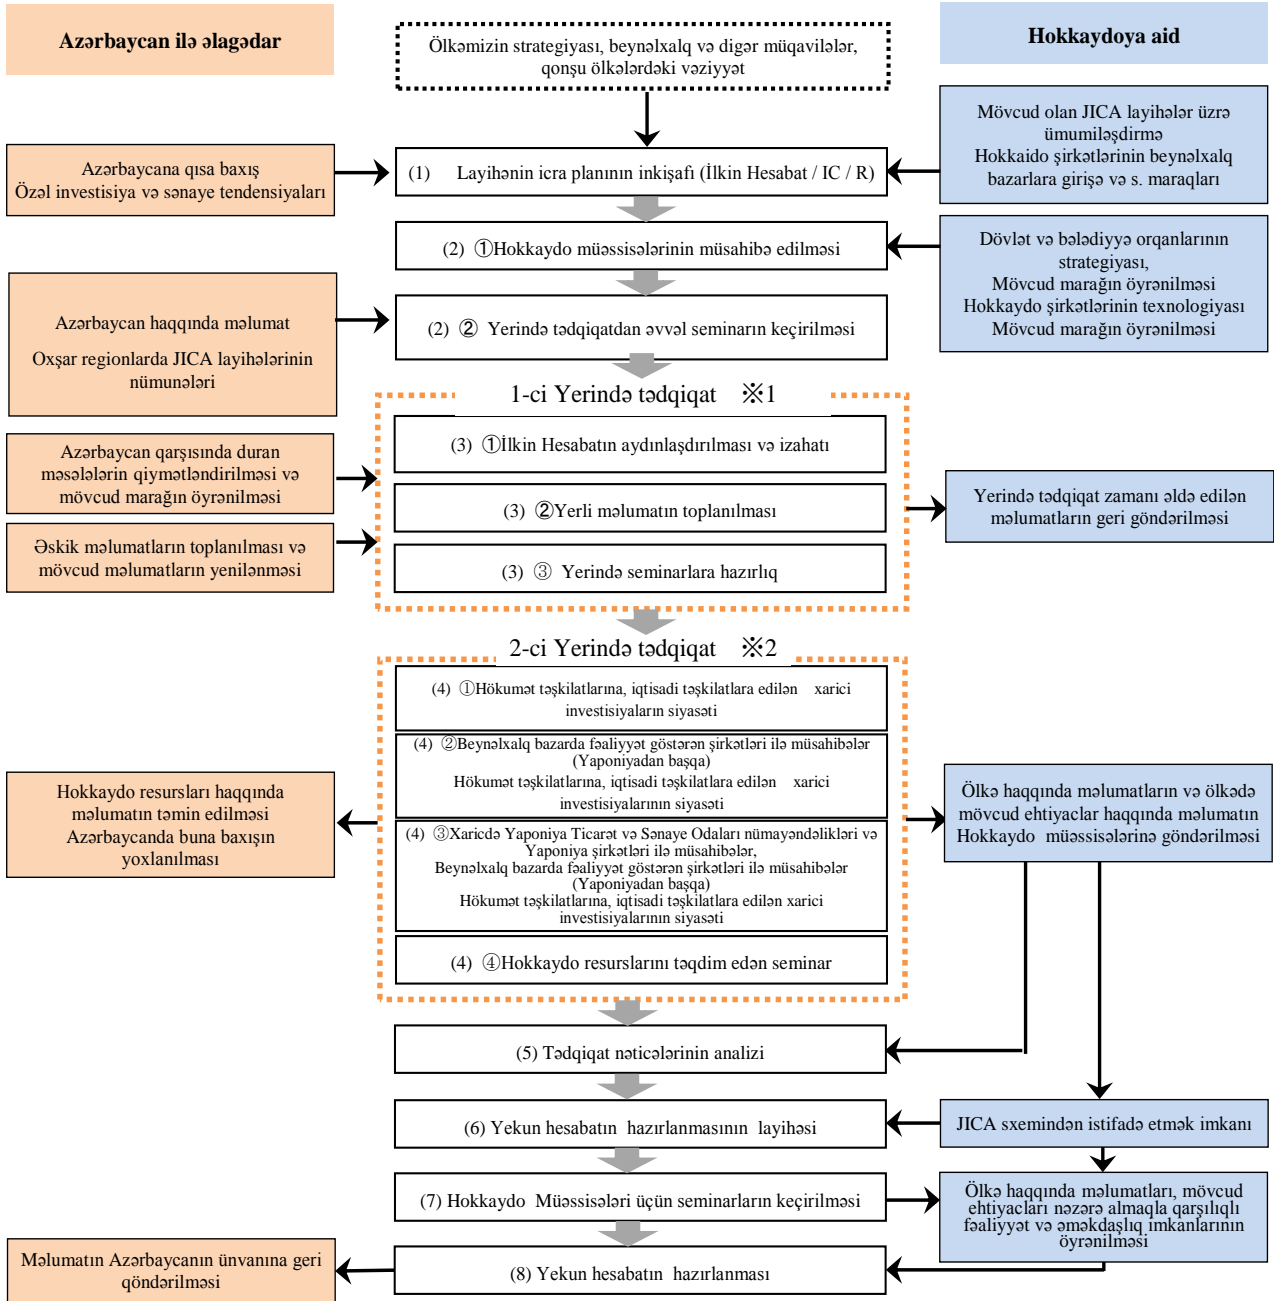 Azərbaycan ilə əlagədar
Ölkəmizin strategiyası, beynəlxalq və digər müqavilələr,
qonşu ölkələrdəki vəziyyət
Hokkaydoya aid
Azərbaycana qısa baxış
Özəl investisiya və sənaye tendensiyaları
(1) Layihənin icra planının inkişafı (İlkin Hesabat / IC / R)
Mövcud olan JICA layihələr üzrə
ümumiləşdirmə
Hokkaido şirkətlərinin beynəlxalq
bazarlara girişə və s. maraqları
(2) ①Hokkaydo müəssisələrinin müsahibə edilməsi
Dövlət və bələdiyyə orqanlarının
strategiyası,
Mövcud marağın öyrənilməsi
Hokkaydo şirkətlərinin texnologiyası
Mövcud marağın öyrənilməsi
Azərbaycan haqqında məlumat
Oxşar regionlarda JICA layihələrinin
nümunələri
(2) ② Yerində tədqiqatdan əvvəl seminarın keçirilməsi
1-ci Yerində tədqiqat ※1
Azərbaycan qarşısında duran
məsələlərin qiymətləndirilməsi və
mövcud marağın öyrənilməsi
(3) ①İlkin Hesabatın aydınlaşdırılması və izahatı
(3) ②Yerli məlumatın toplanılması
Yerində tədqiqat zamanı əldə edilən
məlumatların geri göndərilməsi
Əskik məlumatların toplanılması və
mövcud məlumatların yenilənməsi
(3) ③ Yerində seminarlara hazırlıq
2-ci Yerində tədqiqat ※2
(4) ①Hökumət təşkilatlarına, iqtisadi təşkilatlara edilən xarici
investisiyaların siyasəti
(4) ②Beynəlxalq bazarda fəaliyyət göstərən şirkətləri ilə müsahibələr
(Yaponiyadan başqa)
Hökumət təşkilatlarına, iqtisadi təşkilatlara edilən xarici
investisiyalarının siyasəti
Hokkaydo resursları haqqında
məlumatın təmin edilməsi
Azərbaycanda buna baxışın
yoxlanılması
(4) ③Xaricdə Yaponiya Ticarət və Sənaye Odaları nümayəndəlikləri və
Yaponiya şirkətləri ilə müsahibələr,
Beynəlxalq bazarda fəaliyyət göstərən şirkətləri ilə müsahibələr
(Yaponiyadan başqa)
Hökumət təşkilatlarına, iqtisadi təşkilatlara edilən xarici
investisiyalarının siyasəti
Ölkə haqqında məlumatların və ölkədə
mövcud ehtiyaclar haqqında məlumatın
Hokkaydo müəssisələrinə göndərilməsi
(4) ④Hokkaydo resurslarını təqdim edən seminar
(5) Tədqiqat nəticələrinin analizi
(6) Yekun hesabatın hazırlanmasının layihəsi
JICA sxemindən istifadə etmək imkanı
(7) Hokkaydo Müəssisələri üçün seminarların keçirilməsi
Ölkə haqqında məlumatları, mövcud
ehtiyacları nəzərə almaqla qarşılıqlı
fəaliyyət və əməkdaşlıq imkanlarının
öyrənilməsi
Məlumatın Azərbaycanın ünvanına geri
qöndərilməsi
(8) Yekun hesabatın hazırlanması